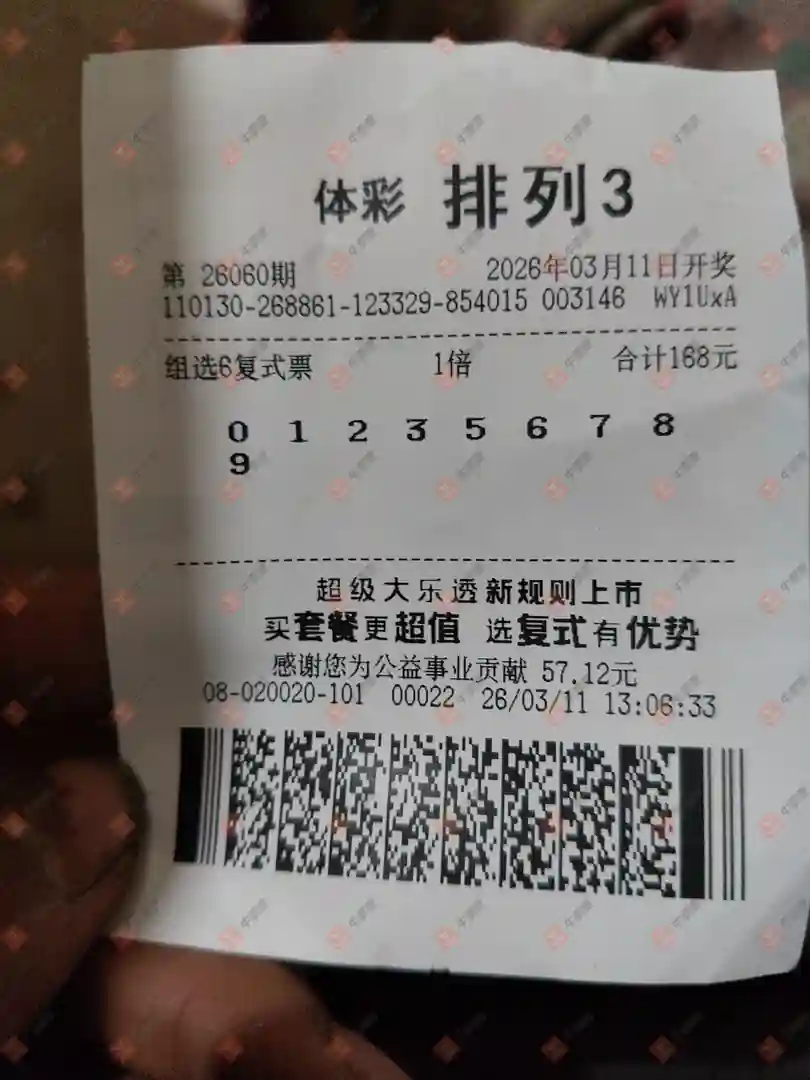 体彩 排列3
第 26060期 2026年03月11日开奖
110130-268861-123329-854015 003146 WY1UxA
组选6复式票 1倍 合计168元
0 1 2 3 5 6 7 8
9
超级大乐透新规则上市
买套餐更超值 选复式有优势
感谢您为公益事业贡献 57.12元
08-020020-101 00022 26/03/11 13:06:33